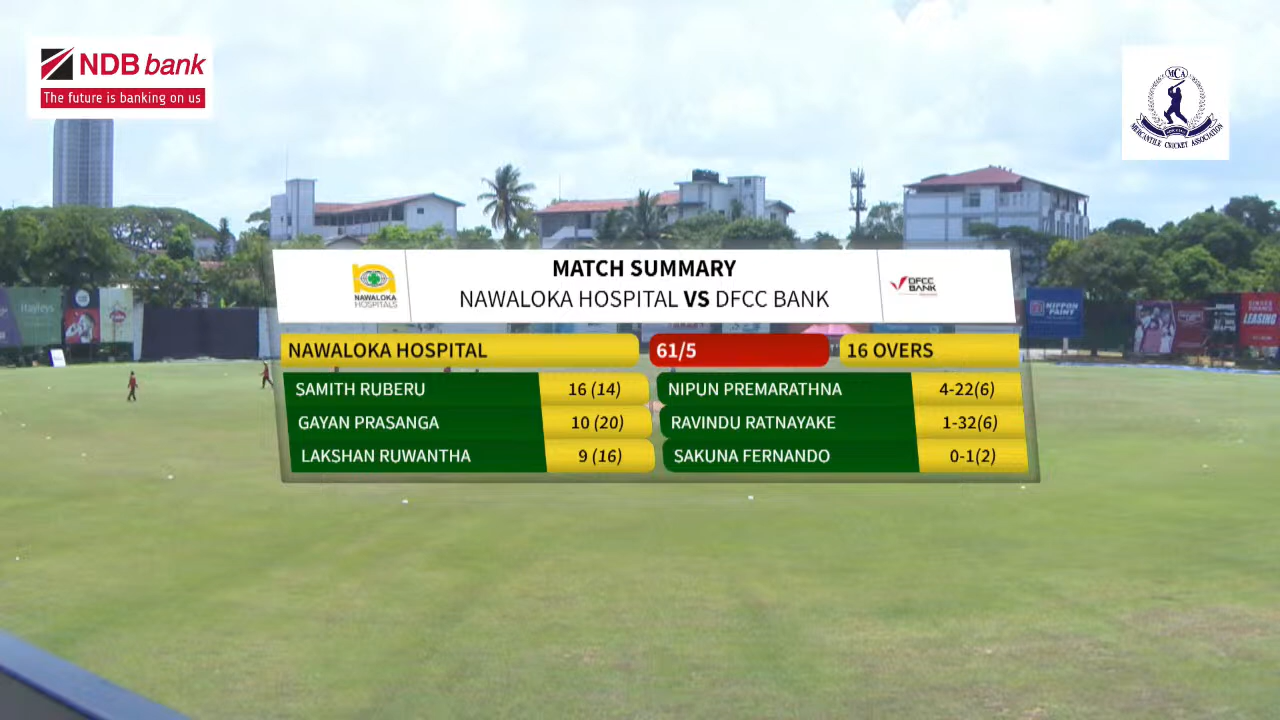 NDB bank
The future is banking on us
MCA
MERCANTILE CRICKET ASSOCIATION
MATCH SUMMARY
NAWALOKA HOSPITAL VS DFCC BANK
NAWALOKA
HOSPITALS
DFCC
BANK
NAWALOKA HOSPITAL 61/5 16 OVERS
SAMITH RUBERU 16 (14) NIPUN PREMARATHNA 4-22(6)
GAYAN PRASANGA 10 (20) RAVINDU RATNAYAKE 1-32(6)
LAKSHAN RUWANTHA 9 (16) SAKUNA FERNANDO 0-1(2)
Hayleys
NIPPON
PAINT
LEASING